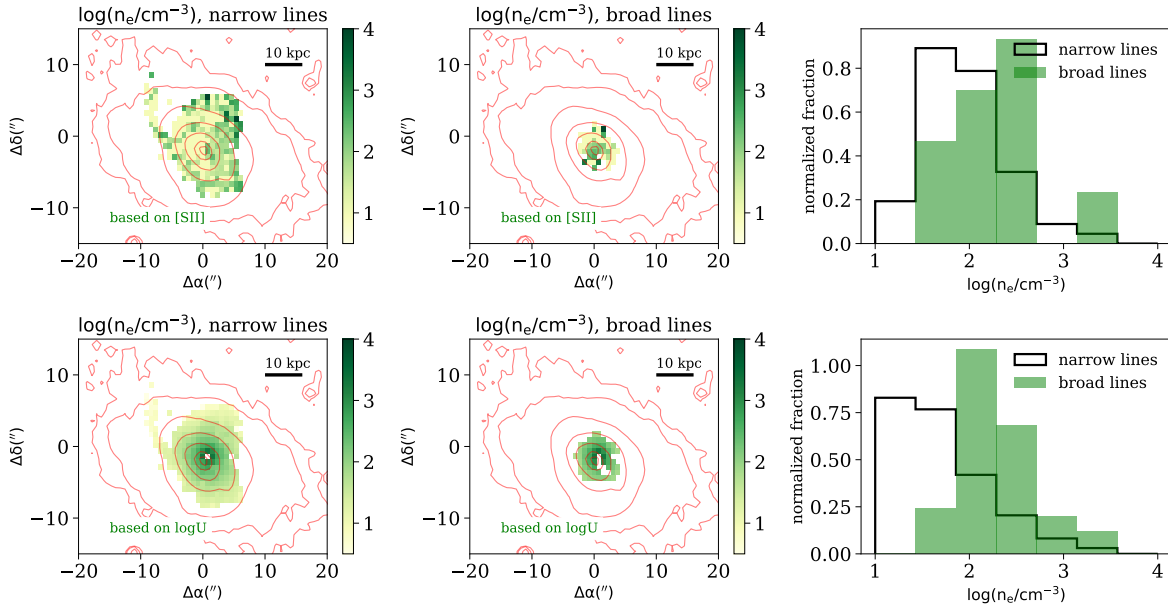 log(nₑ/cm⁻³), narrow lines
10
0
−10
Δδ(′′)
10 kpc
based on [SII]
−20
−10
0
10
20
Δα(′′)
4
3
2
1
log(nₑ/cm⁻³), broad lines
10
0
−10
Δδ(′′)
10 kpc
based on [SII]
−20
−10
0
10
20
Δα(′′)
4
3
2
1
narrow lines
broad lines
normalized fraction
0.8
0.6
0.4
0.2
0.0
1
2
3
4
log(nₑ/cm⁻³)
log(nₑ/cm⁻³), narrow lines
10
0
−10
Δδ(′′)
10 kpc
based on logU
−20
−10
0
10
20
Δα(′′)
4
3
2
1
log(nₑ/cm⁻³), broad lines
10
0
−10
Δδ(′′)
10 kpc
based on logU
−20
−10
0
10
20
Δα(′′)
4
3
2
1
narrow lines
broad lines
normalized fraction
1.00
0.75
0.50
0.25
0.00
1
2
3
4
log(nₑ/cm⁻³)